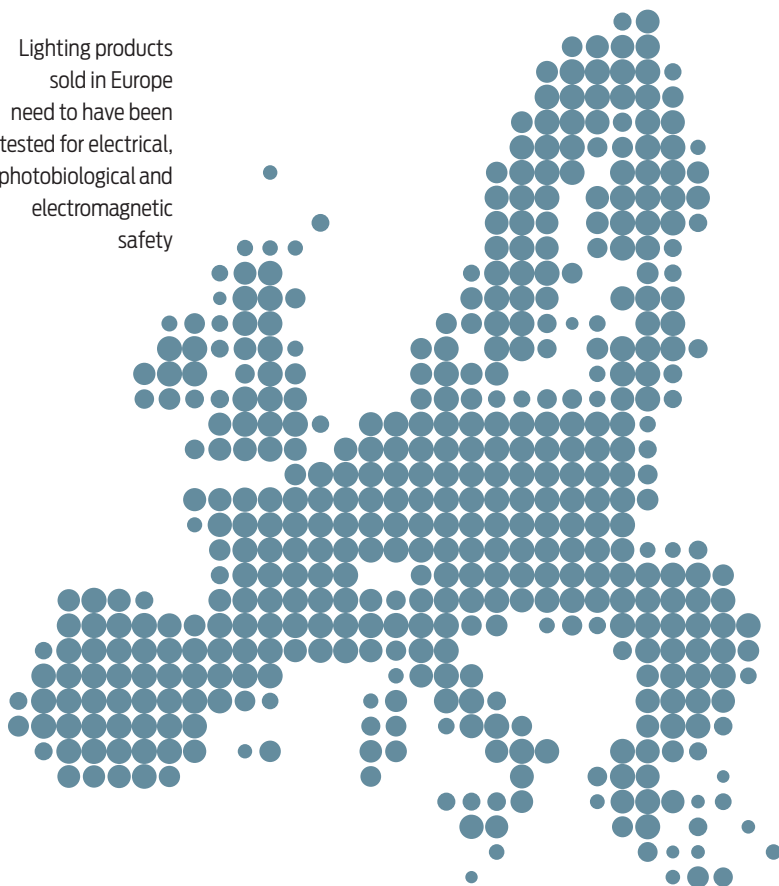 Lighting products
sold in Europe
need to have been
tested for electrical,
photobiological and
electromagnetic
safety